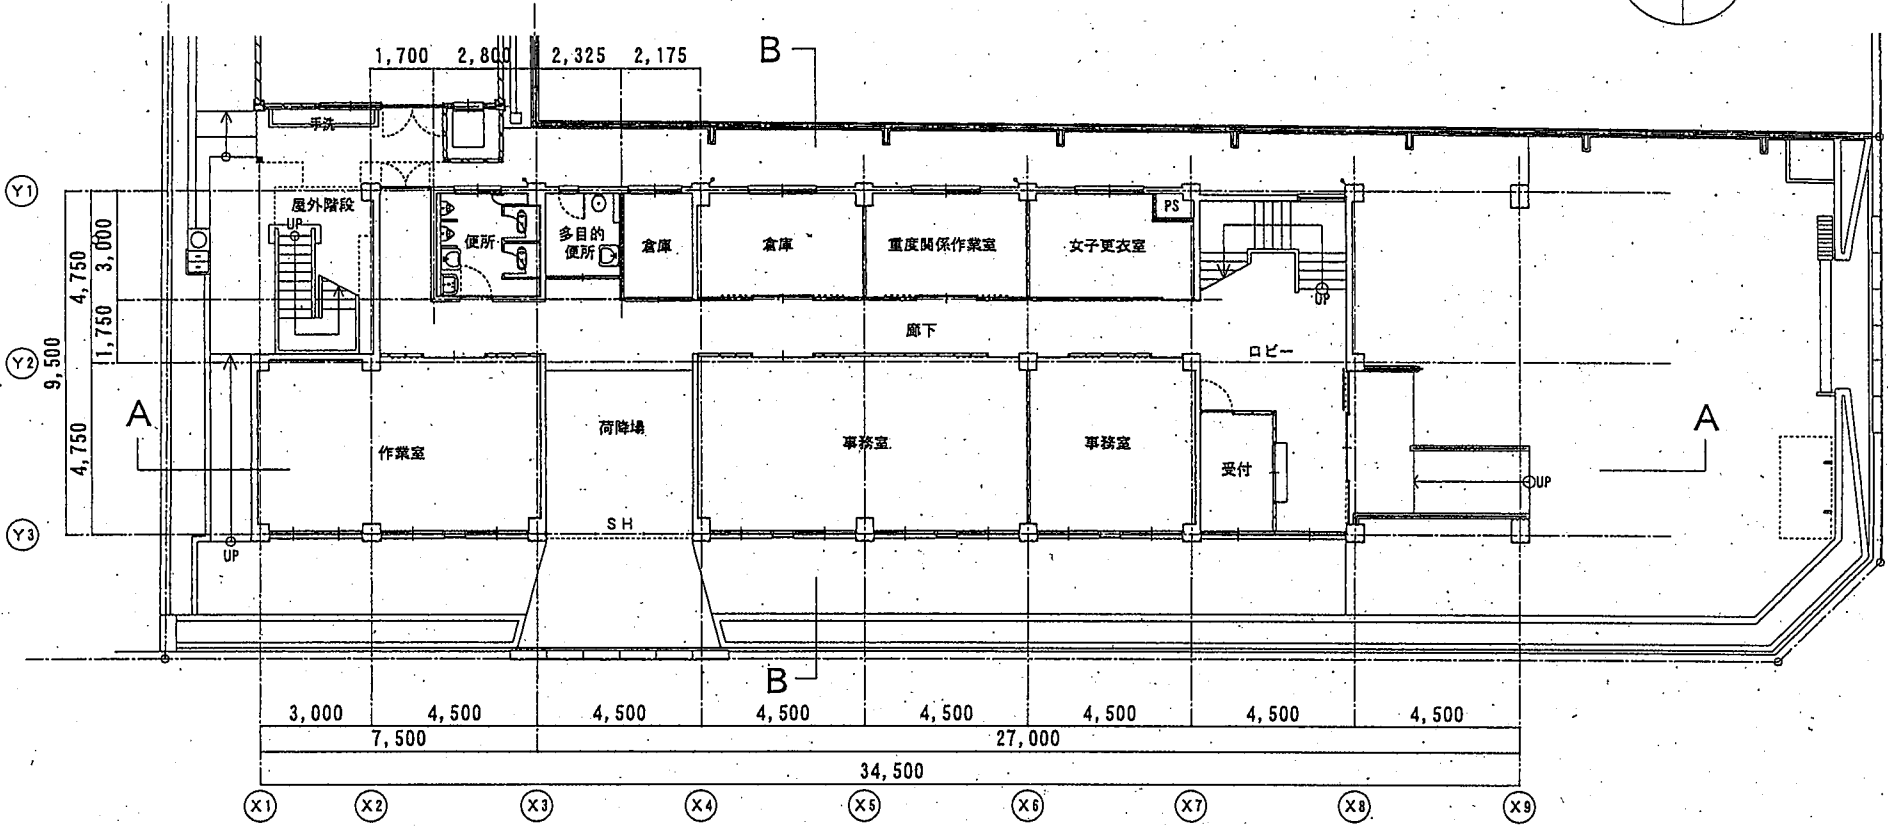 B
1,700 2,800 2,325 2,175
手洗
Y1
屋外階段
UP
便所
多目的
便所
倉庫
倉庫
重度関係作業室
女子更衣室
PS
UP
3,000
4,750
1,750
9,500
廊下
ロビー
Y2
A
4,750
作業室
荷降場
事務室
事務室
受付
UP
A
SH
Y3
UP
B
3,000 4,500 4,500 4,500 4,500 4,500 4,500 4,500
7,500 27,000
34,500
X1 X2 X3 X4 X5 X6 X7 X8 X9